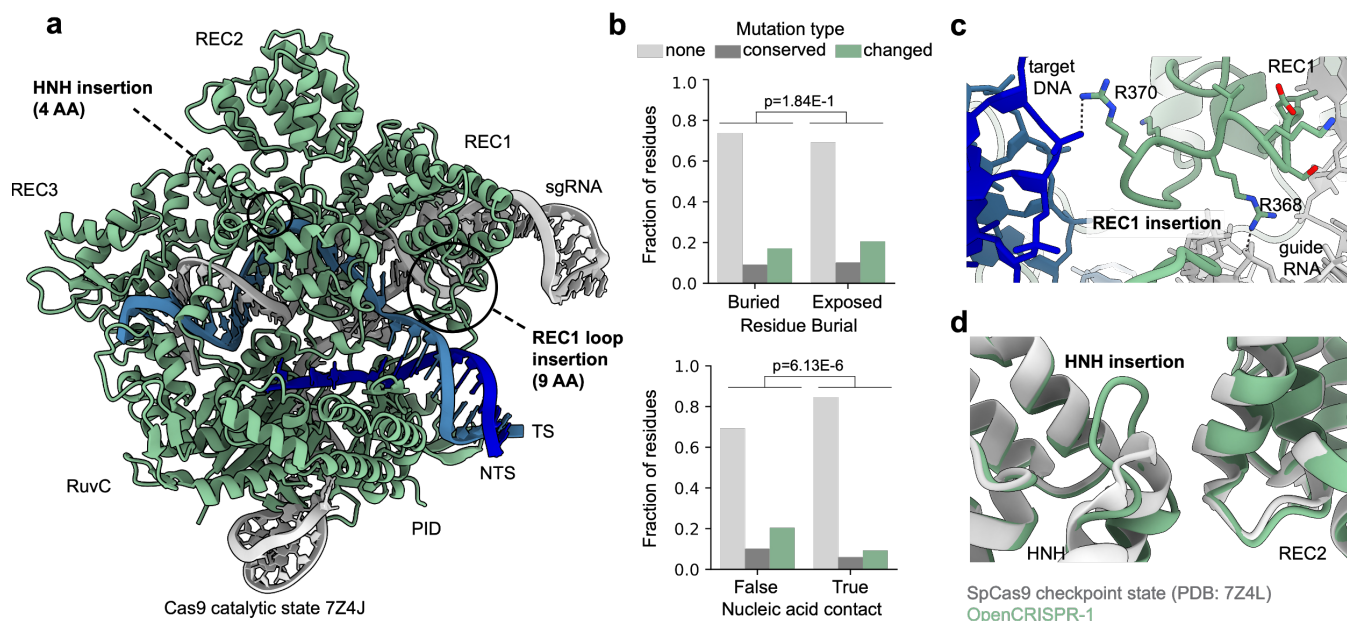 a
REC2
HNH insertion
(4 AA)
REC1
sgRNA
REC3
REC1 loop
insertion
(9 AA)
TS
NTS
RuvC
PID
Cas9 catalytic state 7Z4J
b
Mutation type
none conserved changed
1.0
0.8
0.6
0.4
0.2
0.0
Fraction of residues
p=1.84E-1
Buried Exposed
Residue Burial
1.0
0.8
0.6
0.4
0.2
0.0
Fraction of residues
p=6.13E-6
False True
Nucleic acid contact
c
target
DNA
R370
REC1
R368
REC1 insertion
guide
RNA
d
HNH insertion
HNH
REC2
SpCas9 checkpoint state (PDB: 7Z4L)
OpenCRISPR-1